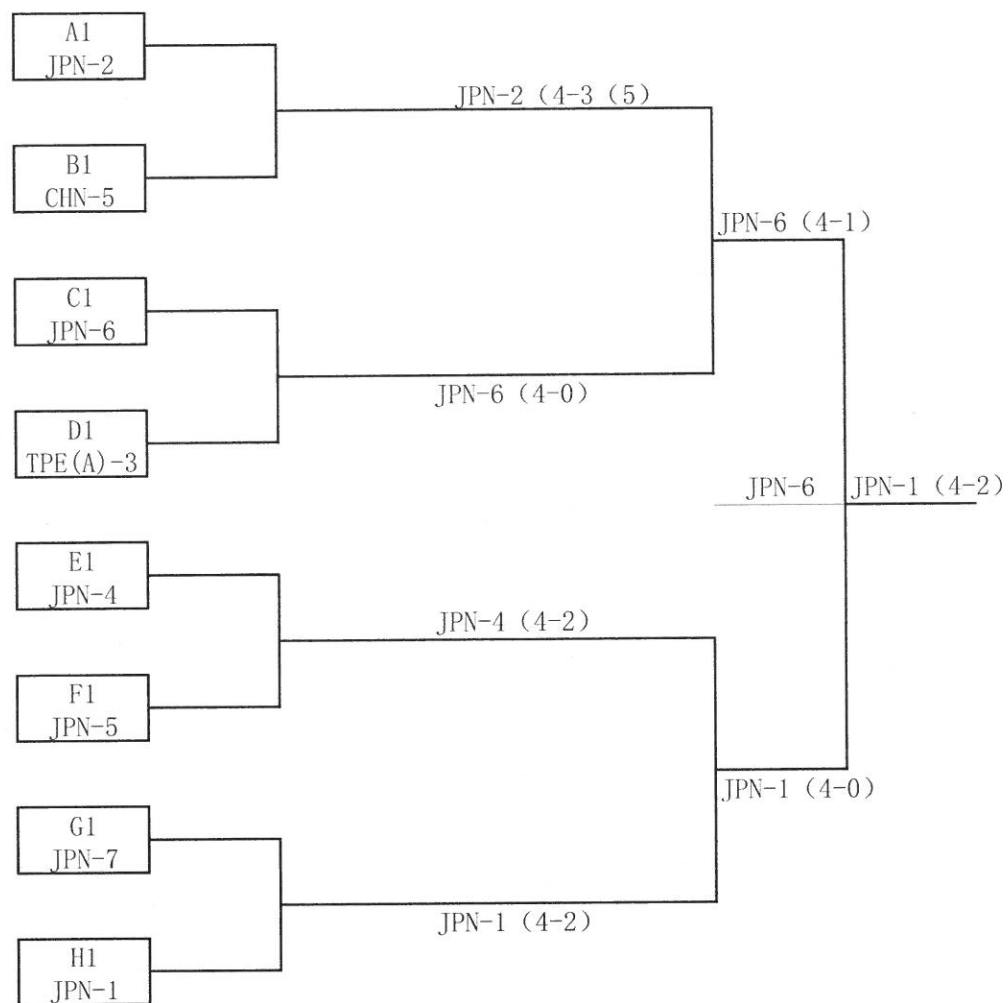 A1
JPN-2
JPN-2 (4-3 (5)
B1
CHN-5
JPN-6 (4-1)
C1
JPN-6
JPN-6 (4-0)
D1
TPE(A)-3
JPN-6
JPN-1 (4-2)
E1
JPN-4
JPN-4 (4-2)
F1
JPN-5
JPN-1 (4-0)
G1
JPN-7
JPN-1 (4-2)
H1
JPN-1